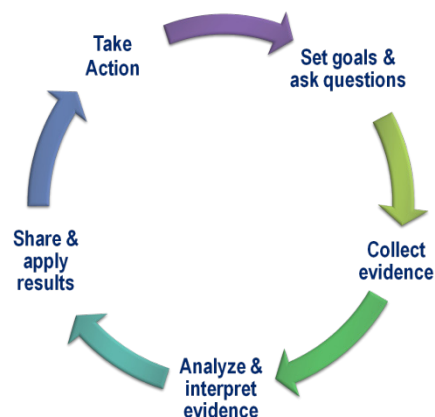 Take
Action
Set goals &
ask questions
Collect
evidence
Analyze &
interpret
evidence
Share &
apply
results